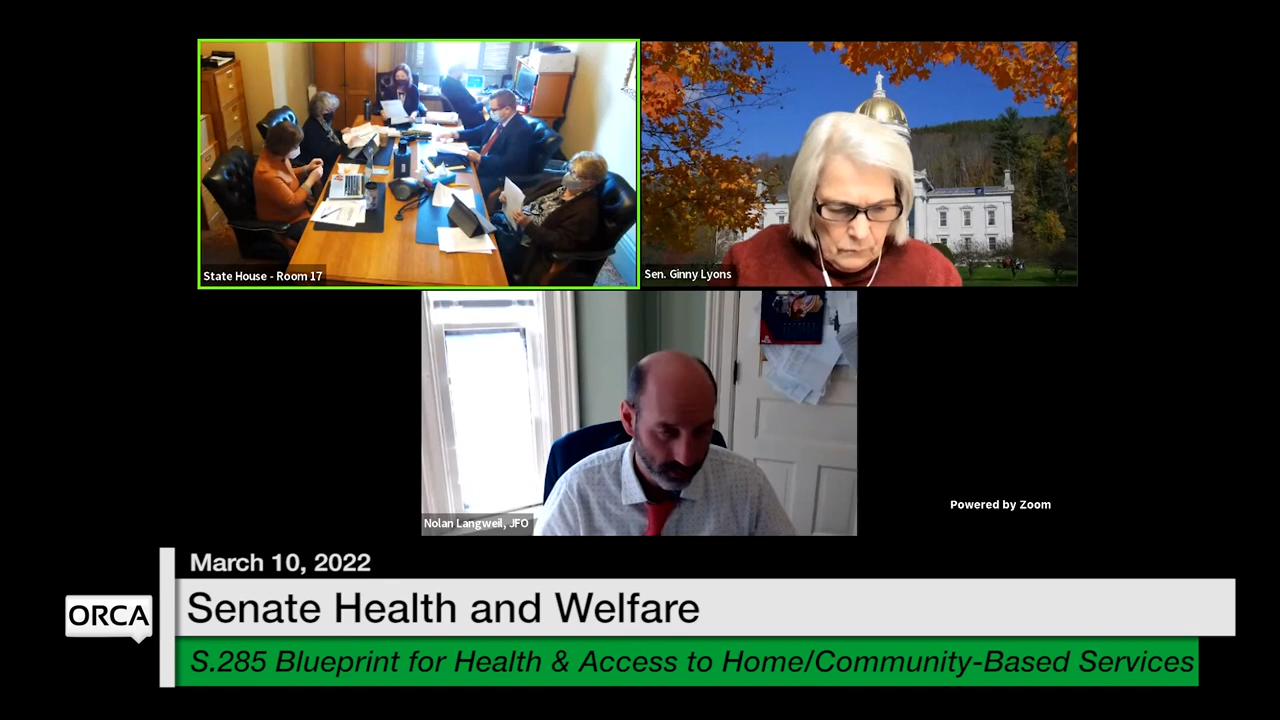 State House - Room 17
Sen. Ginny Lyons
Nolan Langweil, JFO
Powered by Zoom
March 10, 2022
ORCA
Senate Health and Welfare
S.285 Blueprint for Health & Access to Home/Community-Based Services